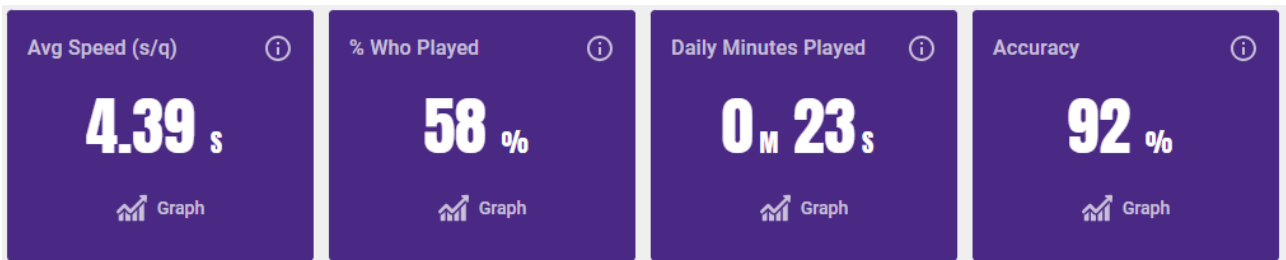 Avg Speed (s/q)
4.39 s
Graph
% Who Played
58 %
Graph
Daily Minutes Played
0 M 23 s
Graph
Accuracy
92 %
Graph